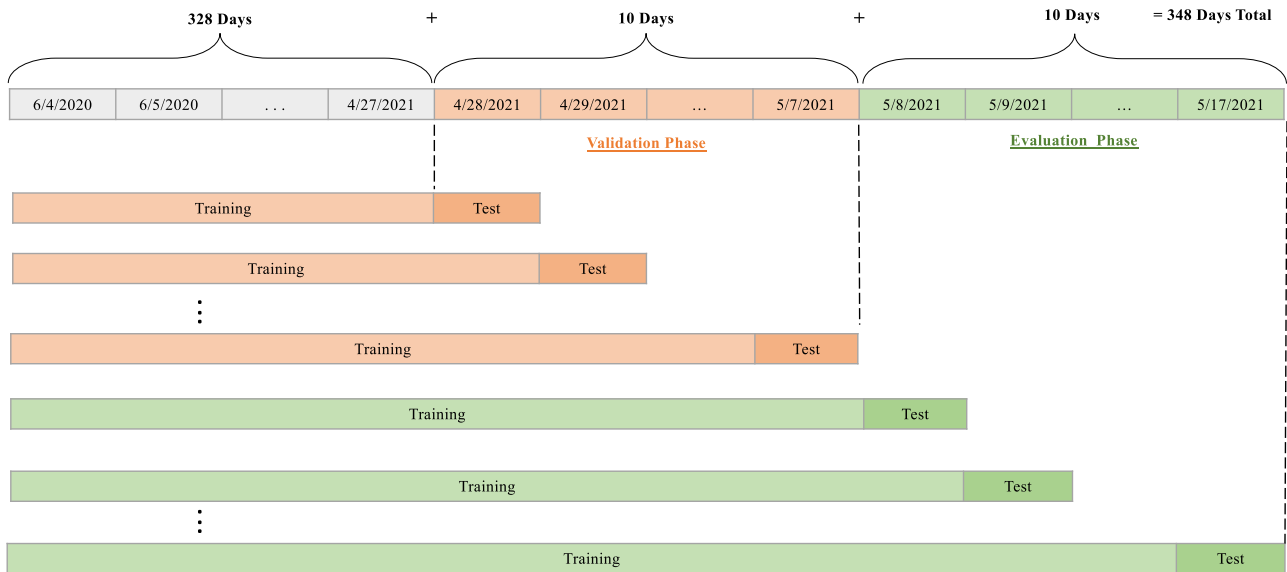 328 Days + 10 Days + 10 Days = 348 Days Total
6/4/2020 6/5/2020 . . . 4/27/2021 4/28/2021 4/29/2021 ... 5/7/2021 5/8/2021 5/9/2021 ... 5/17/2021
Validation Phase Evaluation Phase
Training Test
Training Test
Training Test
Training Test
Training Test
Training Test